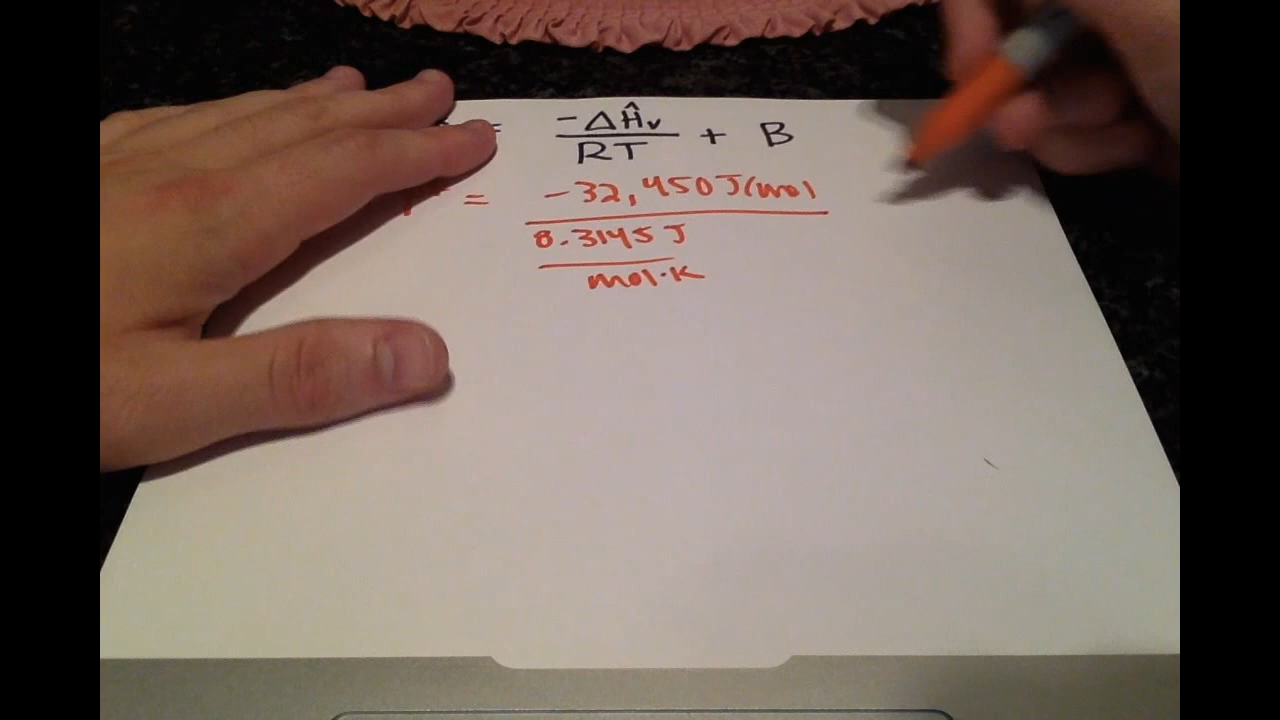 = -ΔĤv + B
RT
= -32,450 J/mol
8.3145 J
mol·K